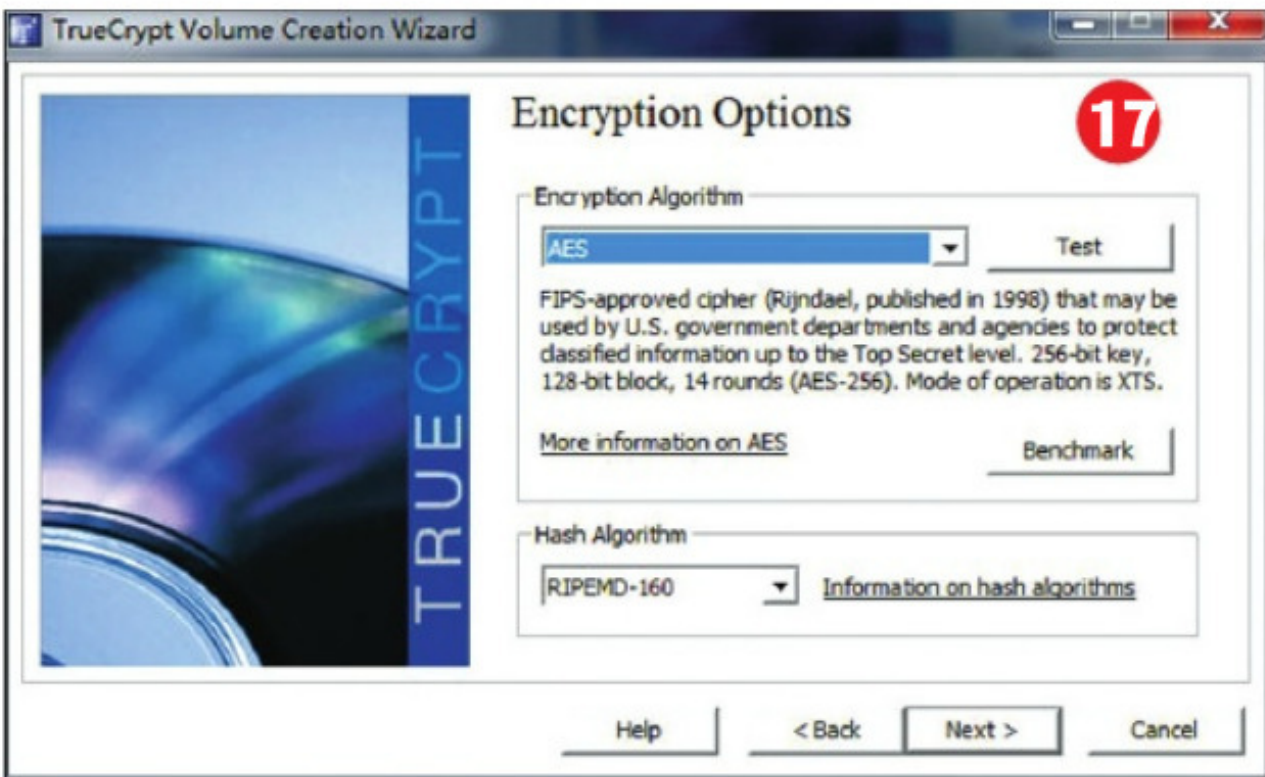 TrueCrypt Volume Creation Wizard
Encryption Options
17
Encryption Algorithm
AES
Test
FIPS-approved cipher (Rijndael, published in 1998) that may be
used by U.S. government departments and agencies to protect
classified information up to the Top Secret level. 256-bit key,
128-bit block, 14 rounds (AES-256). Mode of operation is XTS.
More information on AES
Benchmark
Hash Algorithm
RIPEMD-160
Information on hash algorithms
TRUECRYPT
Help
< Back
Next >
Cancel